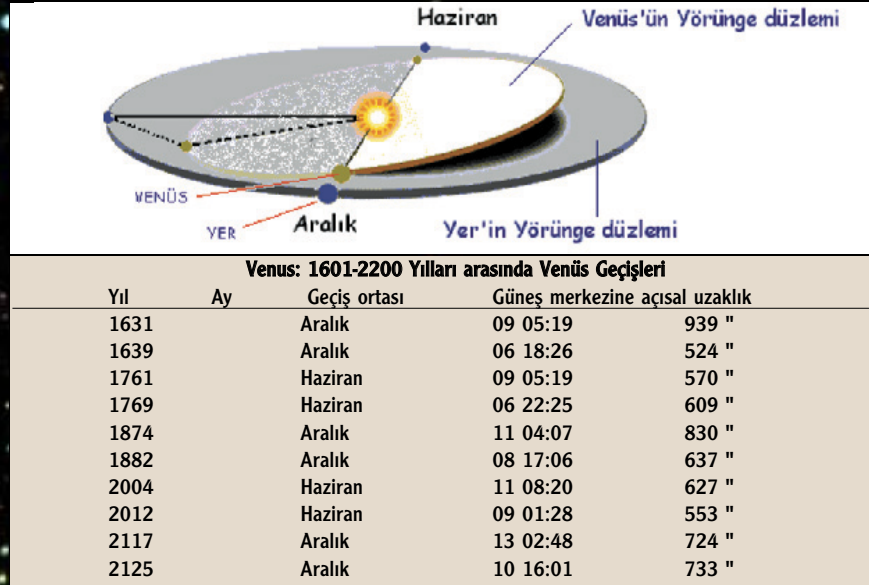 Haziran
Venüs'ün Yörünge düzlemi
VENÜS
YER
Aralık
Yer'in Yörünge düzlemi
Venus: 1601-2200 Yılları arasında Venüs Geçişleri
Yıl Ay Geçiş ortası Güneş merkezine açısal uzaklık
1631 Aralık 09 05:19 939 "
1639 Aralık 06 18:26 524 "
1761 Haziran 09 05:19 570 "
1769 Haziran 06 22:25 609 "
1874 Aralık 11 04:07 830 "
1882 Aralık 08 17:06 637 "
2004 Haziran 11 08:20 627 "
2012 Haziran 09 01:28 553 "
2117 Aralık 13 02:48 724 "
2125 Aralık 10 16:01 733 "